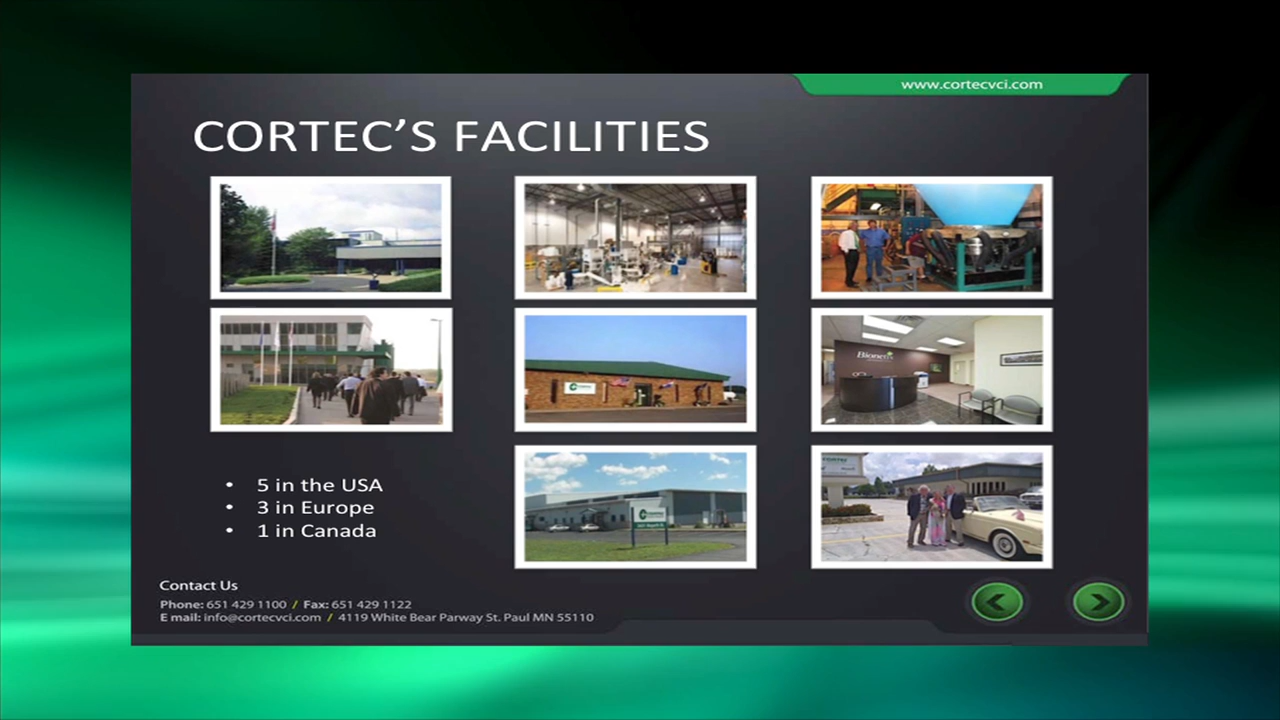 www.cortecvci.com
CORTEC’S FACILITIES
• 5 in the USA
• 3 in Europe
• 1 in Canada
Contact Us
Phone: 651 429 1100 / Fax: 651 429 1122
E mail: info@cortecvci.com / 4119 White Bear Parway St. Paul MN 55110